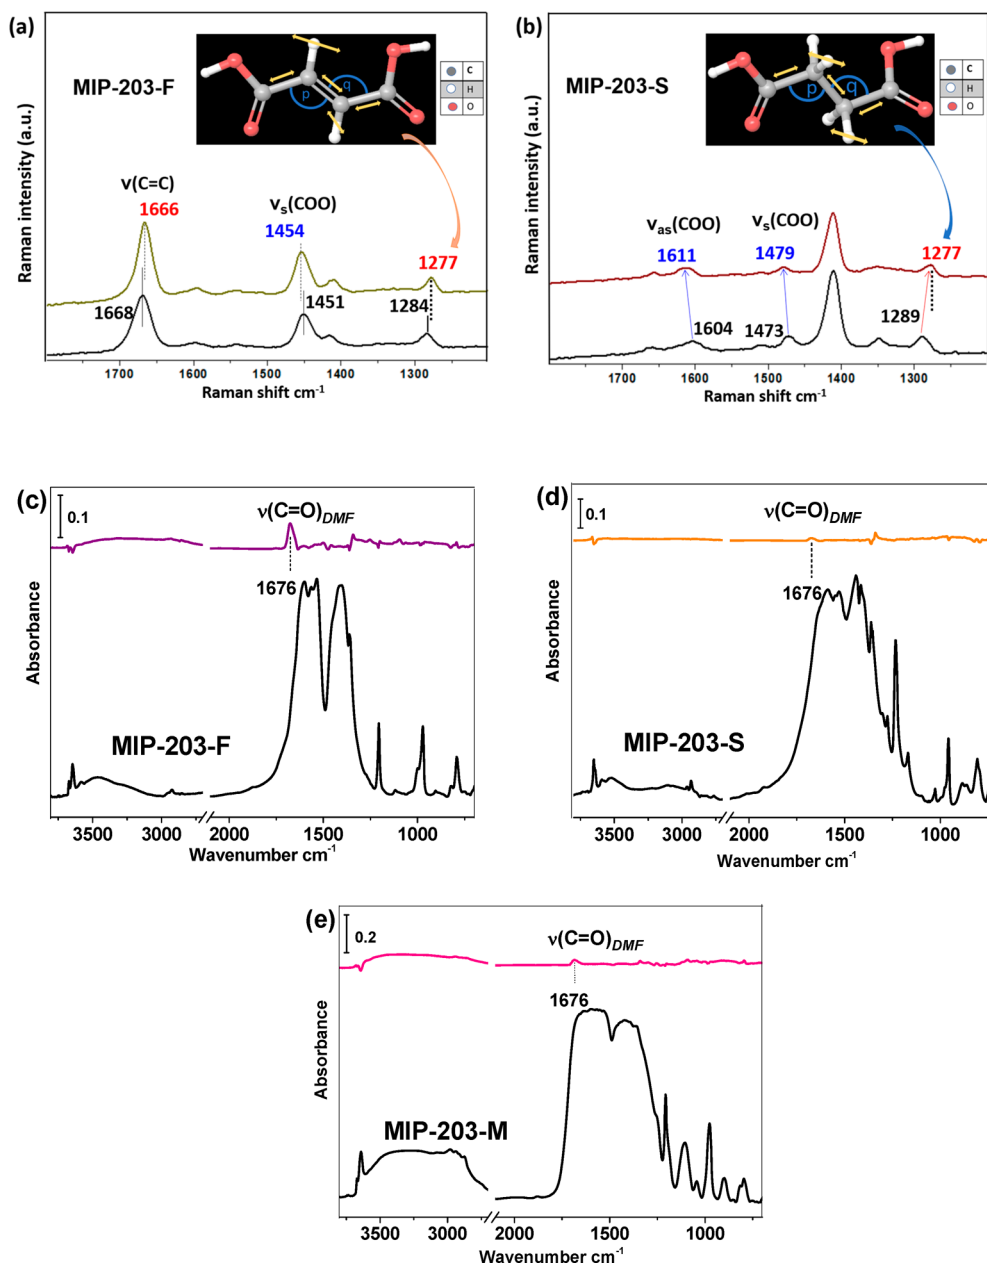 (a)
MIP-203-F
p
q
C
H
O
ν(C=C)
1666
νs(COO)
1454
1277
1668
1451
1284
Raman intensity (a.u.)
1700
1600
1500
1400
1300
Raman shift cm-1
(b)
MIP-203-S
p
q
C
H
O
νas(COO)
1611
νs(COO)
1479
1277
1604
1473
1289
Raman intensity (a.u.)
1700
1600
1500
1400
1300
Raman shift cm-1
(c)
0.1
ν(C=O)DMF
1676
MIP-203-F
Absorbance
3500
3000
2000
1500
1000
Wavenumber cm-1
(d)
0.1
ν(C=O)DMF
1676
MIP-203-S
Absorbance
3500
3000
2000
1500
1000
Wavenumber cm-1
(e)
0.2
ν(C=O)DMF
1676
MIP-203-M
Absorbance
3500
3000
2000
1500
1000
Wavenumber cm-1